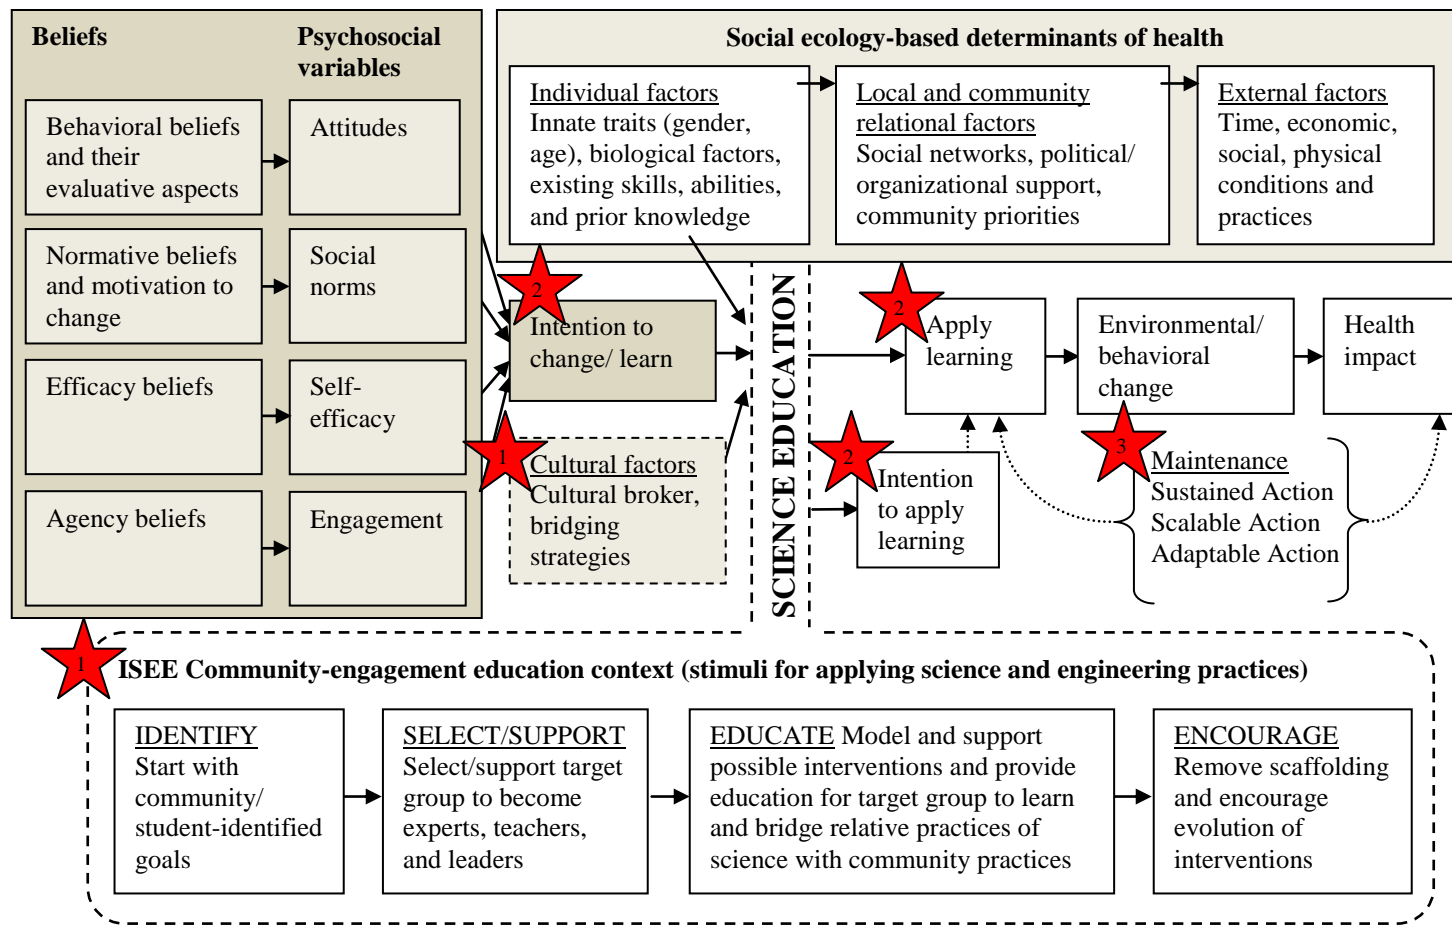 Beliefs
Psychosocial
variables
Behavioral beliefs
and their
evaluative aspects
Attitudes
Normative beliefs
and motivation to
change
Social
norms
Efficacy beliefs
Self-
efficacy
Agency beliefs
Engagement
Social ecology-based determinants of health
Individual factors
Innate traits (gender,
age), biological factors,
existing skills, abilities,
and prior knowledge
Local and community
relational factors
Social networks, political/
organizational support,
community priorities
External factors
Time, economic,
social, physical
conditions and
practices
2
Intention to
change/ learn
1
Cultural factors
Cultural broker,
bridging
strategies
SCIENCE EDUCATION
2
Apply
learning
Environmental/
behavioral
change
Health
impact
2
Intention
to apply
learning
3
Maintenance
Sustained Action
Scalable Action
Adaptable Action
1
ISEE Community-engagement education context (stimuli for applying science and engineering practices)
IDENTIFY
Start with
community/
student-identified
goals
SELECT/SUPPORT
Select/support target
group to become
experts, teachers,
and leaders
EDUCATE Model and support
possible interventions and provide
education for target group to learn
and bridge relative practices of
science with community practices
ENCOURAGE
Remove scaffolding
and encourage
evolution of
interventions